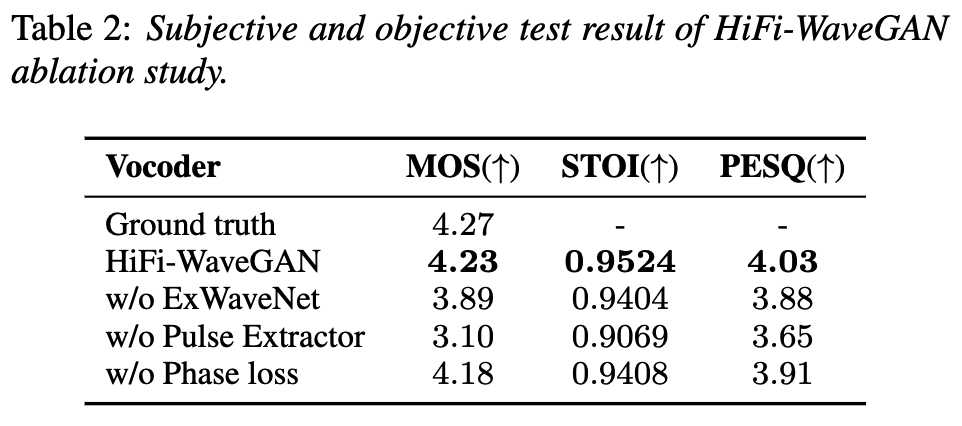 Table 2: Subjective and objective test result of HiFi-WaveGAN
ablation study.
Vocoder MOS(↑) STOI(↑) PESQ(↑)
Ground truth 4.27 - -
HiFi-WaveGAN 4.23 0.9524 4.03
w/o ExWaveNet 3.89 0.9404 3.88
w/o Pulse Extractor 3.10 0.9069 3.65
w/o Phase loss 4.18 0.9408 3.91